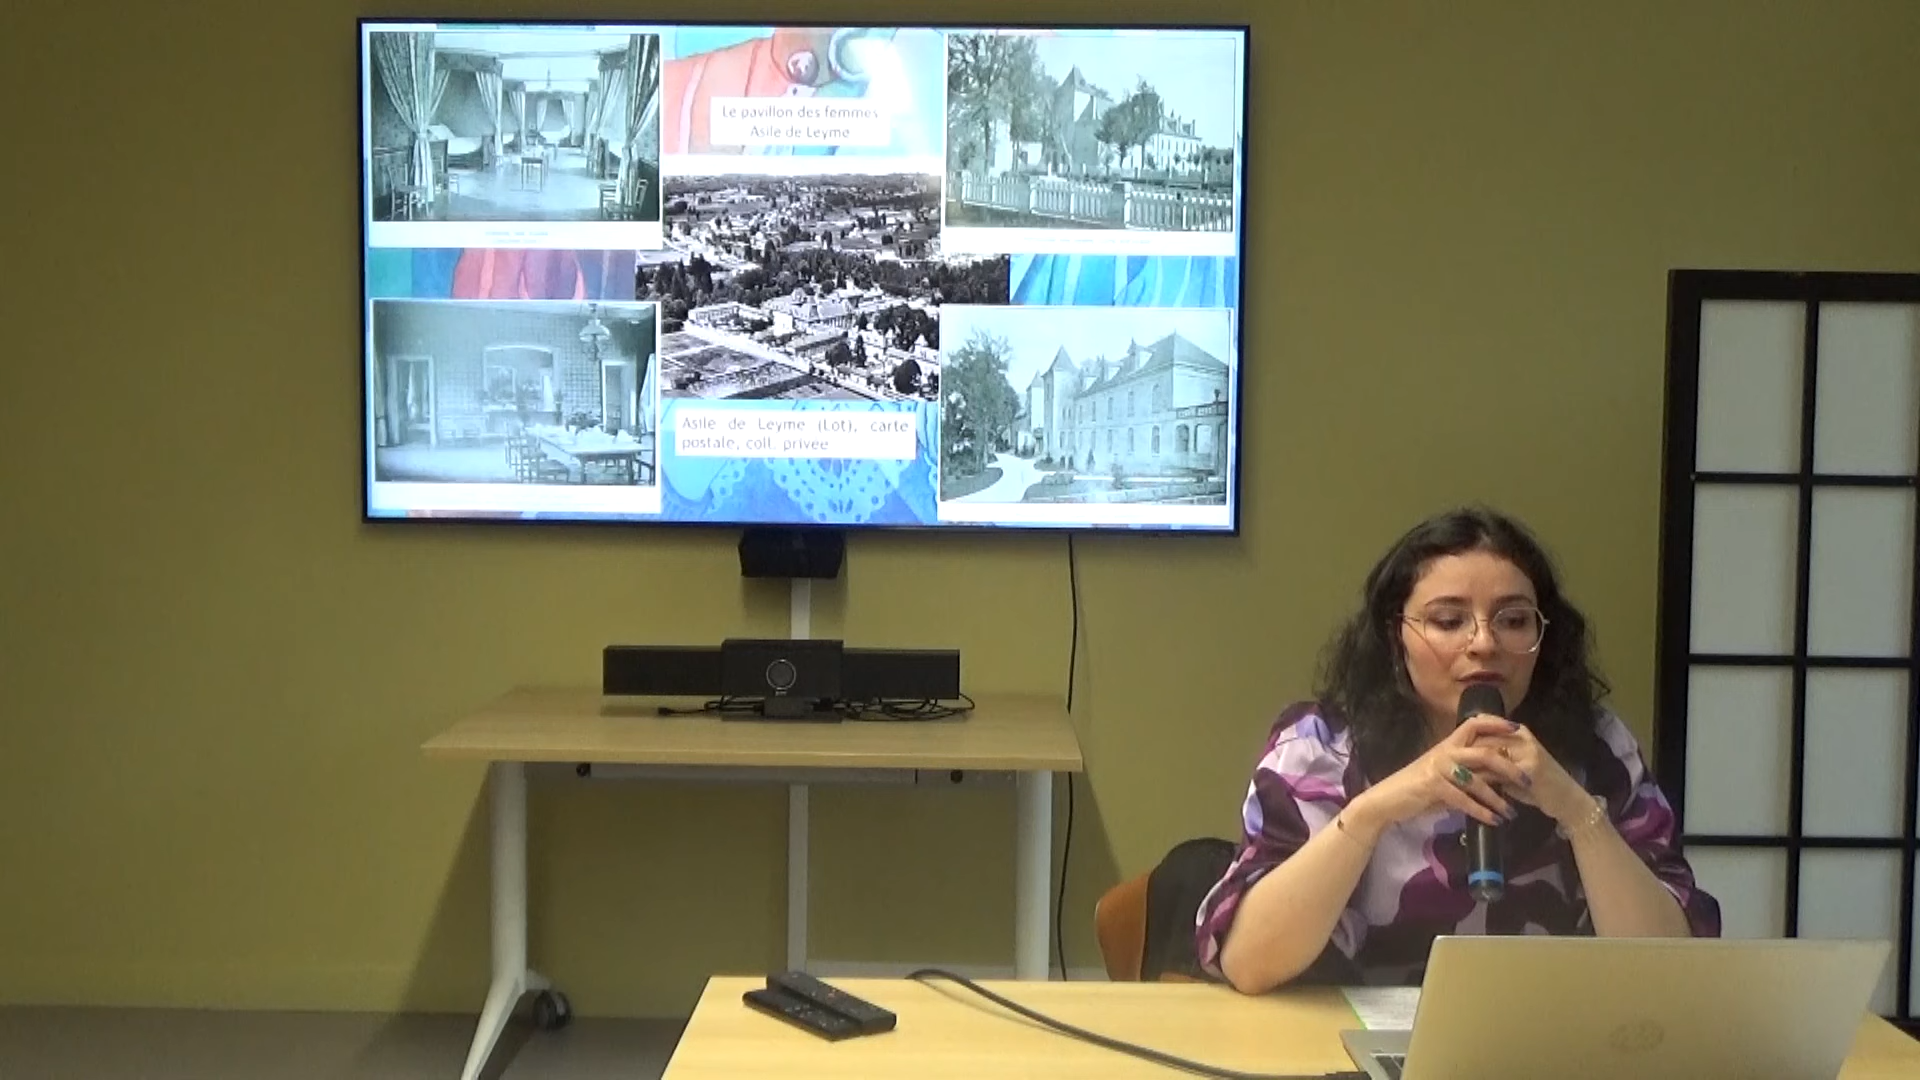 Le pavillon des femmes
Asile de Leyme
Asile de Leyme (Lot), carte
postale, coll. privée